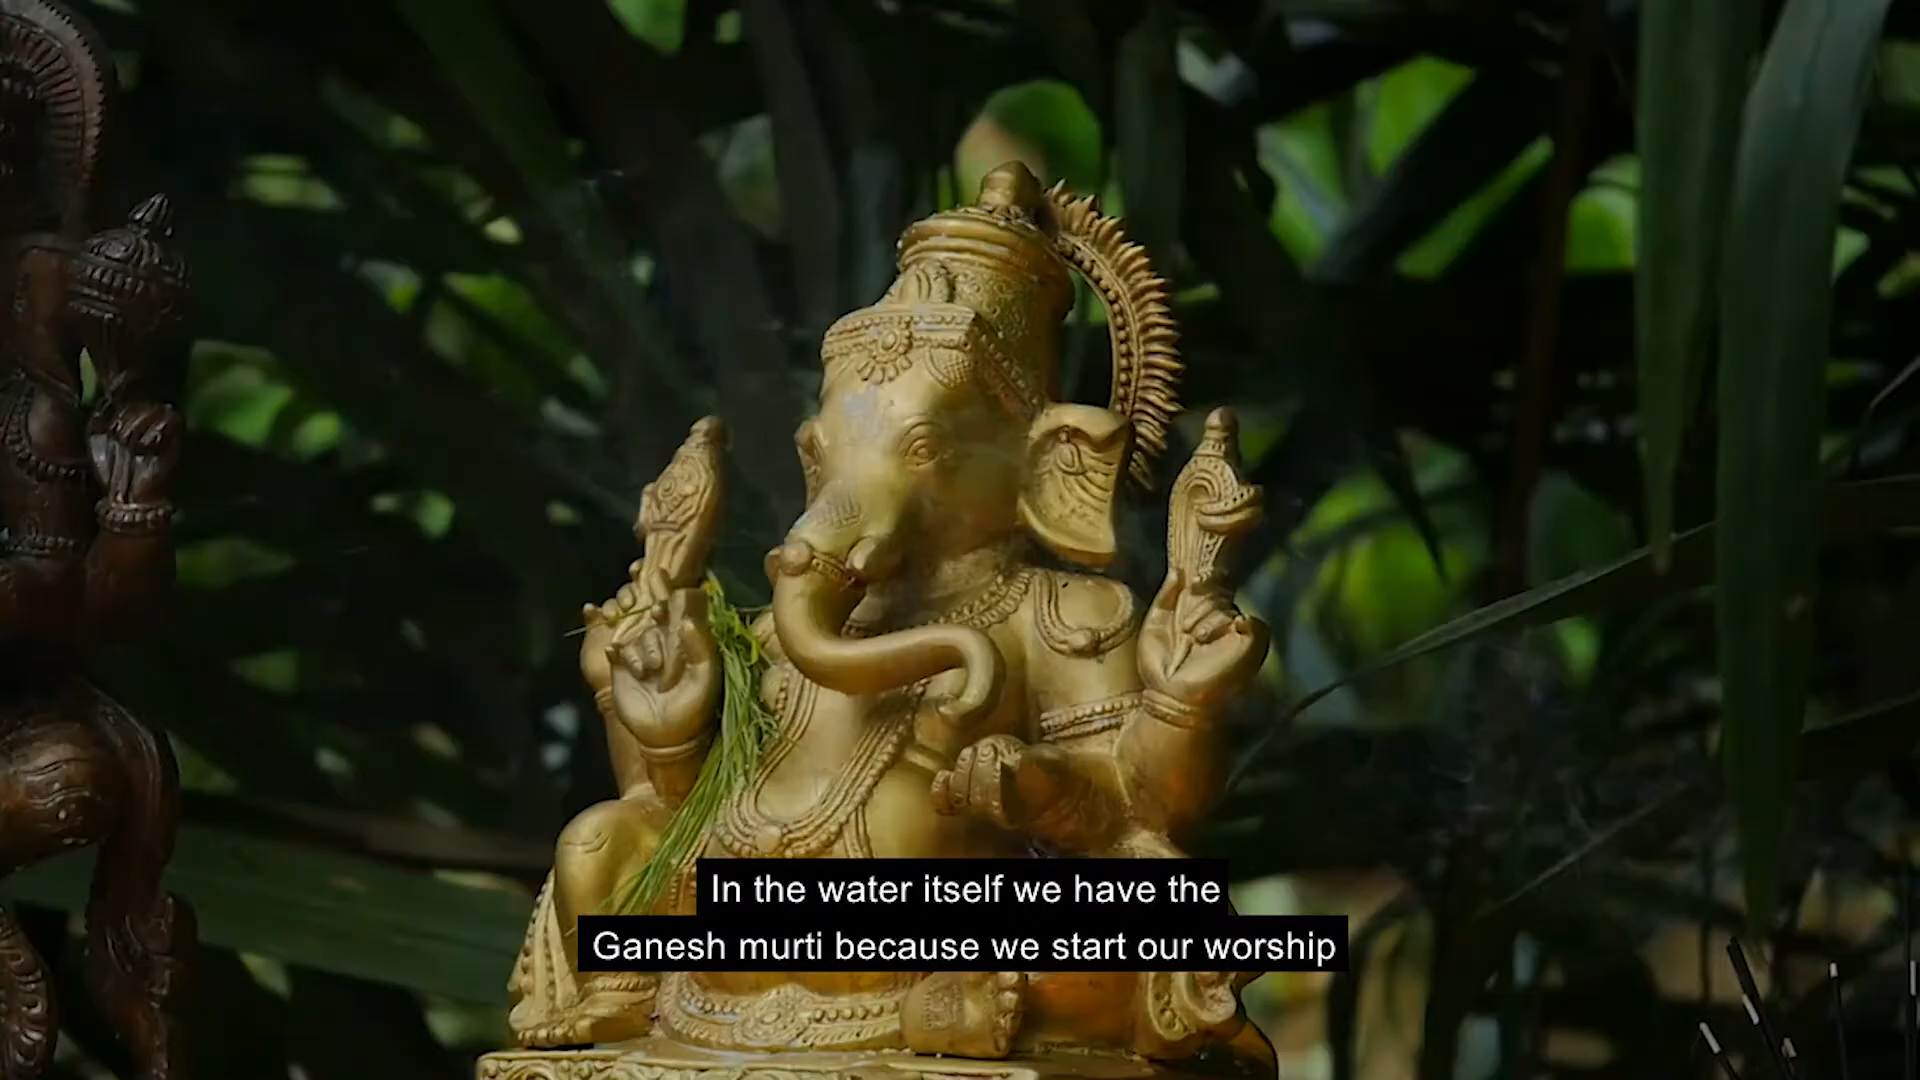 In the water itself we have the
Ganesh murti because we start our worship